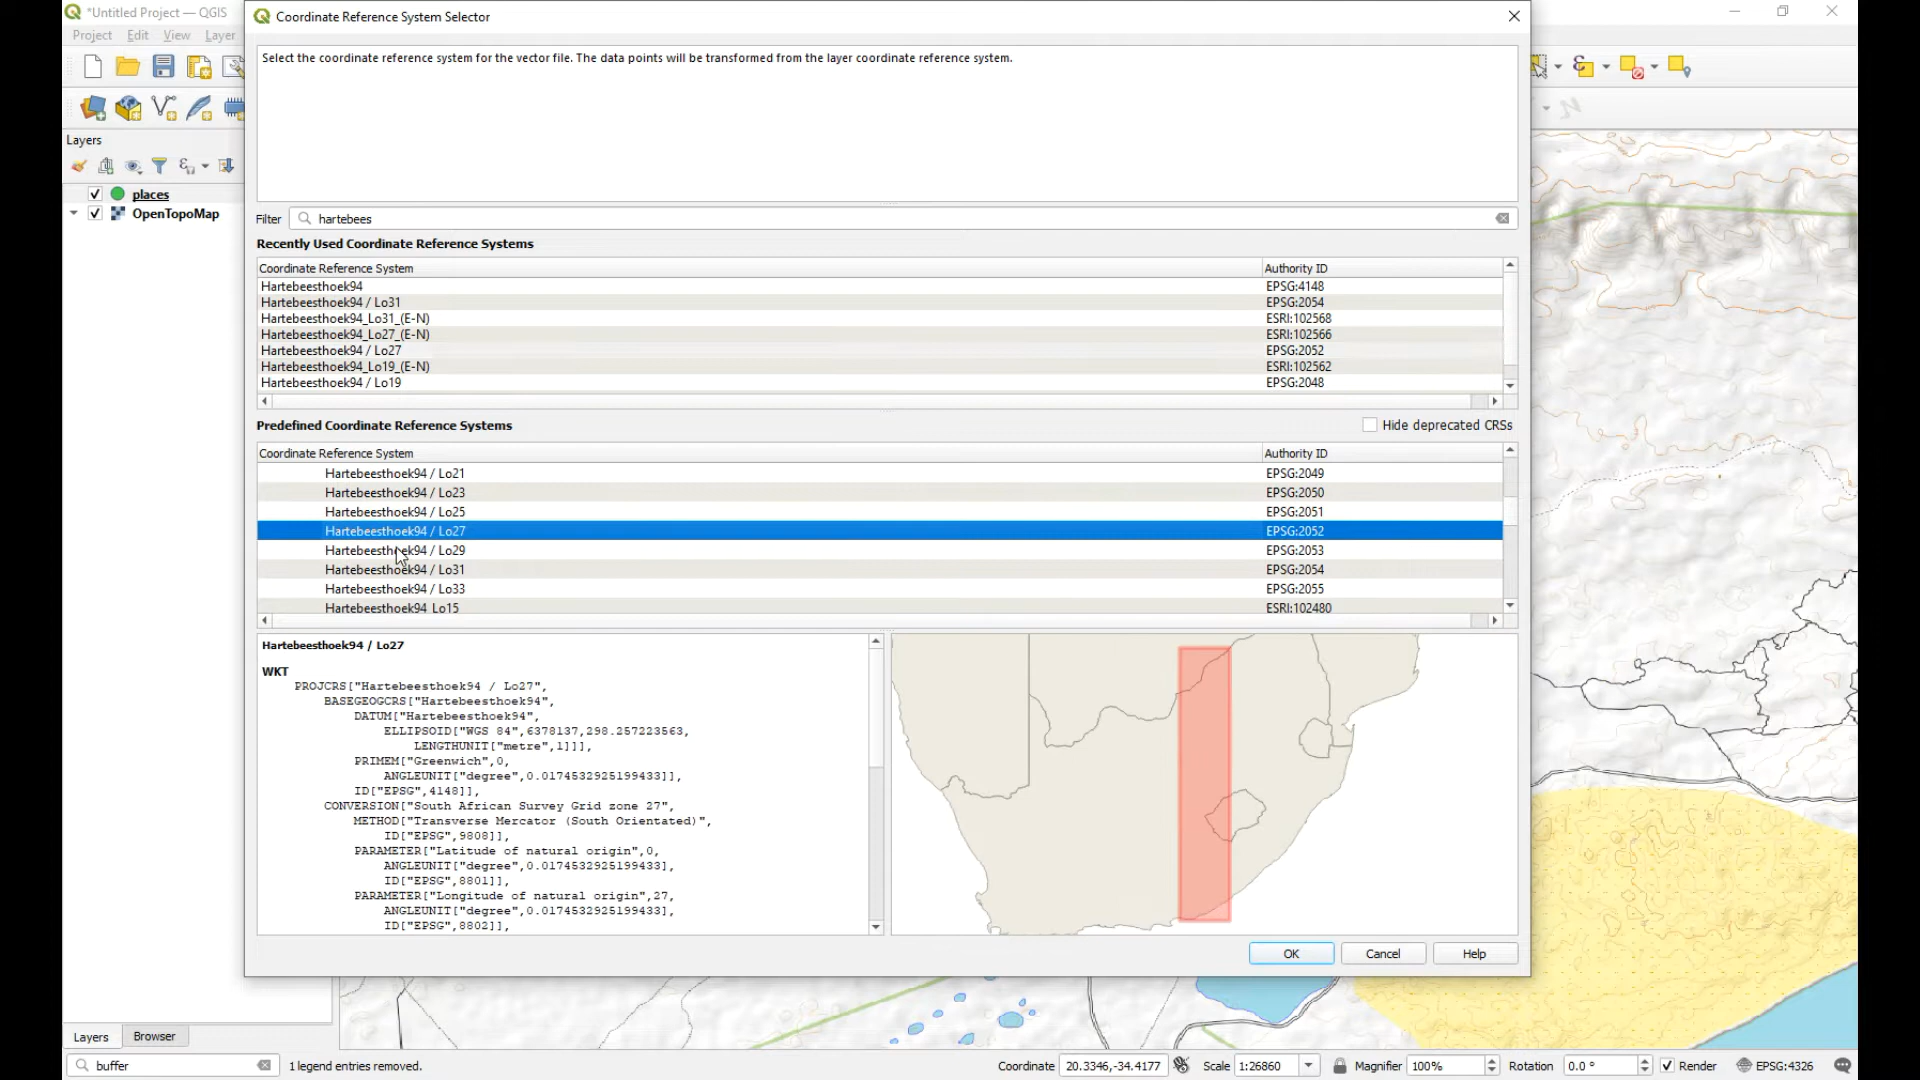 *Untitled Project — QGIS
Project Edit View Layer
Coordinate Reference System Selector
Select the coordinate reference system for the vector file. The data points will be transformed from the layer coordinate reference system.
Layers
places
OpenTopoMap
Filter hartebees
Recently Used Coordinate Reference Systems
Coordinate Reference System Authority ID
Hartebeesthoek94 EPSG:4148
Hartebeesthoek94 / Lo31 EPSG:2054
Hartebeesthoek94_Lo31_(E-N) ESRI:102568
Hartebeesthoek94_Lo27_(E-N) ESRI:102566
Hartebeesthoek94 / Lo27 EPSG:2052
Hartebeesthoek94_Lo19_(E-N) ESRI:102562
Hartebeesthoek94 / Lo19 EPSG:2048
Predefined Coordinate Reference Systems Hide deprecated CRSs
Coordinate Reference System Authority ID
Hartebeesthoek94 / Lo21 EPSG:2049
Hartebeesthoek94 / Lo23 EPSG:2050
Hartebeesthoek94 / Lo25 EPSG:2051
Hartebeesthoek94 / Lo27 EPSG:2052
Hartebeesthoek94 / Lo29 EPSG:2053
Hartebeesthoek94 / Lo31 EPSG:2054
Hartebeesthoek94 / Lo33 EPSG:2055
Hartebeesthoek94 Lo15 ESRI:102480
Hartebeesthoek94 / Lo27
WKT
PROJCRS["Hartebeesthoek94 / Lo27",
BASEGEOGCRS["Hartebeesthoek94",
DATUM["Hartebeesthoek94",
ELLIPSOID["WGS 84",6378137,298.257223563,
LENGTHUNIT["metre",1]]],
PRIMEM["Greenwich",0,
ANGLEUNIT["degree",0.0174532925199433]],
ID["EPSG",4148]],
CONVERSION["South African Survey Grid zone 27",
METHOD["Transverse Mercator (South Orientated)",
ID["EPSG",9808]],
PARAMETER["Latitude of natural origin",0,
ANGLEUNIT["degree",0.0174532925199433],
ID["EPSG",8801]],
PARAMETER["Longitude of natural origin",27,
ANGLEUNIT["degree",0.0174532925199433],
ID["EPSG",8802]],
OK Cancel Help
Layers Browser
buffer 1 legend entries removed. Coordinate 20.3346,-34.4177 Scale 1:26860 Magnifier 100% Rotation 0.0 ° Render EPSG:4326